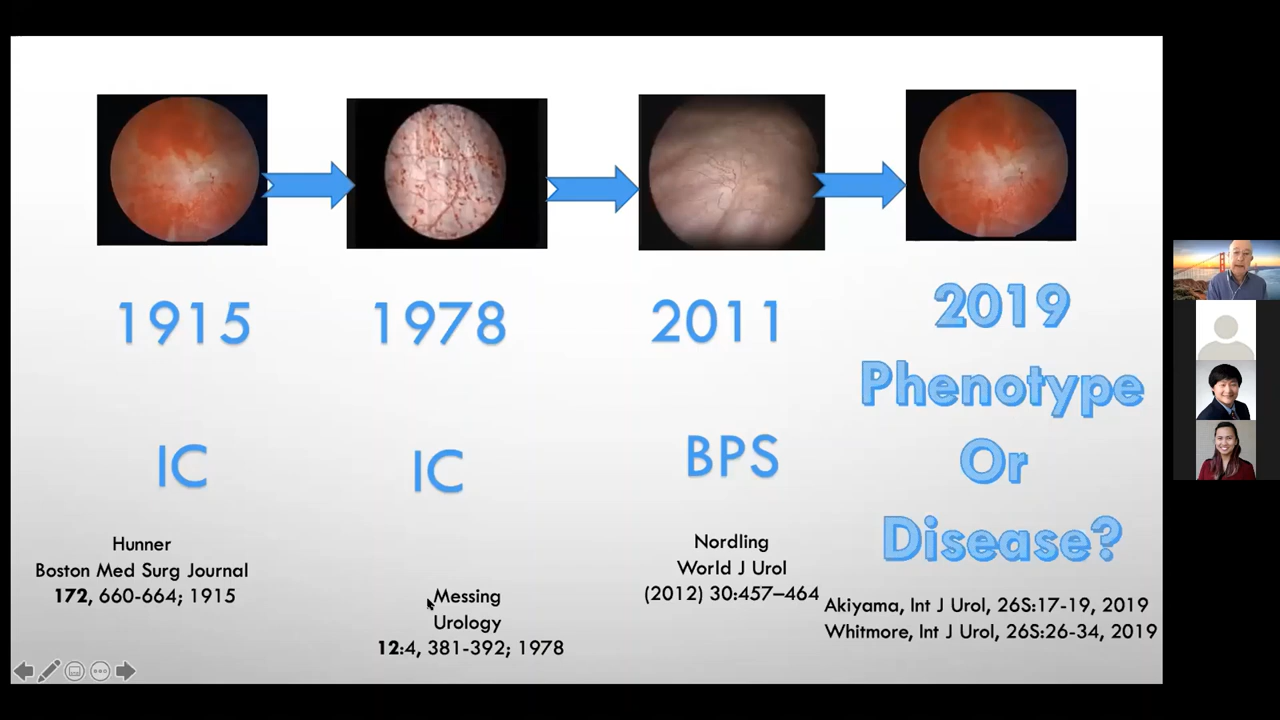 1915
IC
Hunner
Boston Med Surg Journal
172, 660-664; 1915
1978
IC
Messing
Urology
12:4, 381-392; 1978
2011
BPS
Nordling
World J Urol
(2012) 30:457–464
2019
Phenotype
Or
Disease?
Akiyama, Int J Urol, 26S:17-19, 2019
Whitmore, Int J Urol, 26S:26-34, 2019